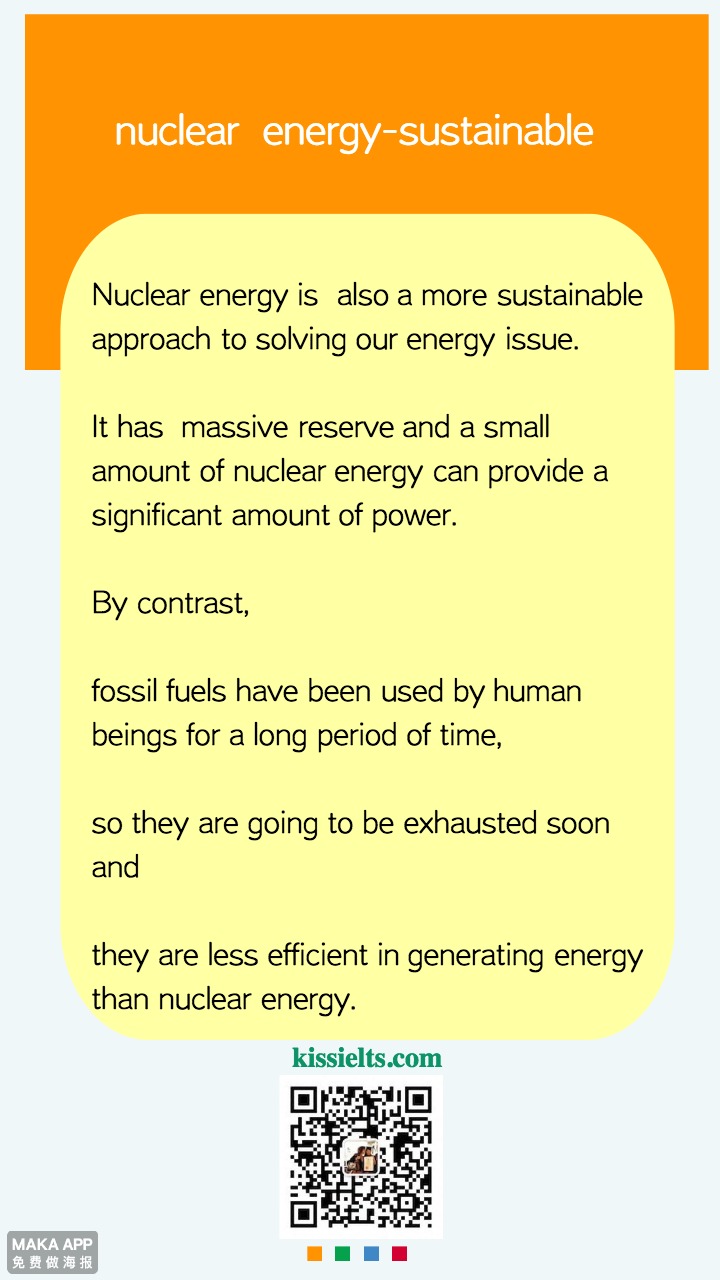 nuclear energy-sustainable
Nuclear energy is also a more sustainable
approach to solving our energy issue.
It has massive reserve and a small
amount of nuclear energy can provide a
significant amount of power.
By contrast,
fossil fuels have been used by human
beings for a long period of time,
so they are going to be exhausted soon
and
they are less efficient in generating energy
than nuclear energy.
kissielts.com
MAKA APP
免费做海报